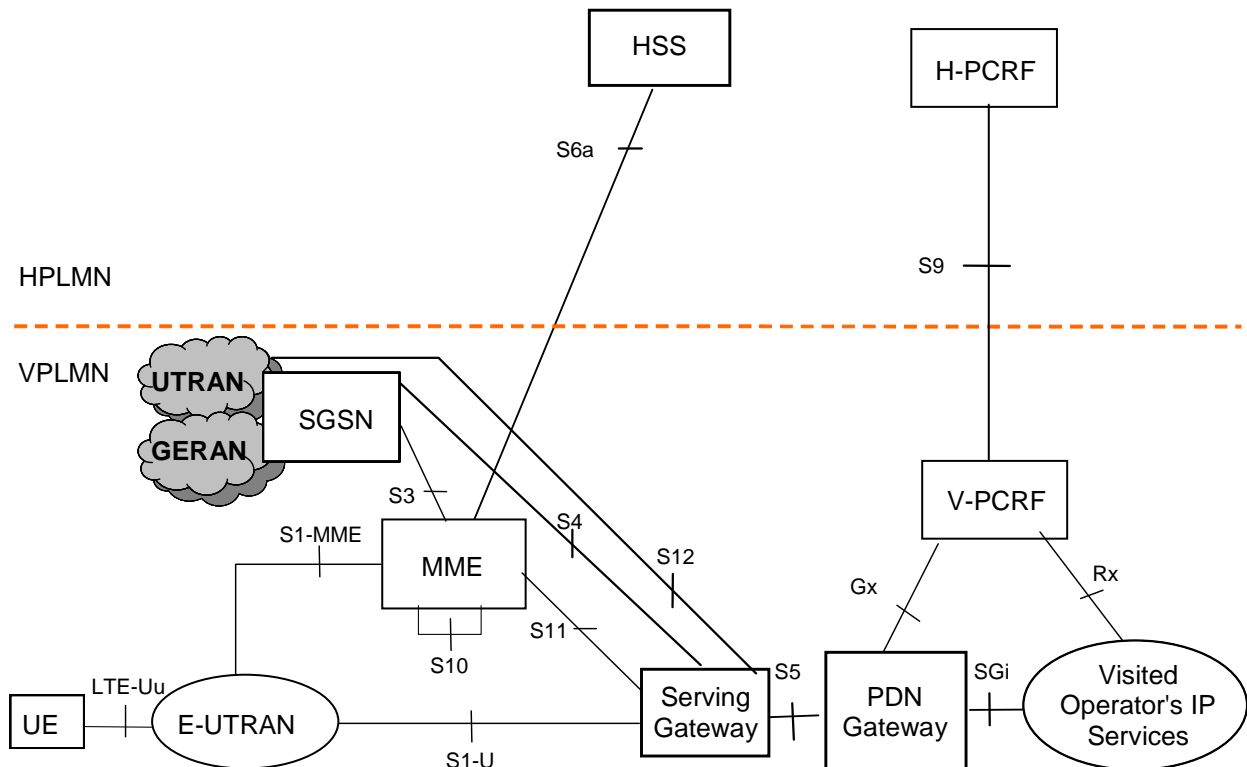 HSS
H-PCRF
S6a
S9
HPLMN
VPLMN
UTRAN
SGSN
GERAN
S3
V-PCRF
S4
S1-MME
S12
MME
Gx
Rx
S11
S10
LTE-Uu
S5
SGi
UE
E-UTRAN
Serving
Gateway
PDN
Gateway
Visited
Operator's IP
Services
S1-U